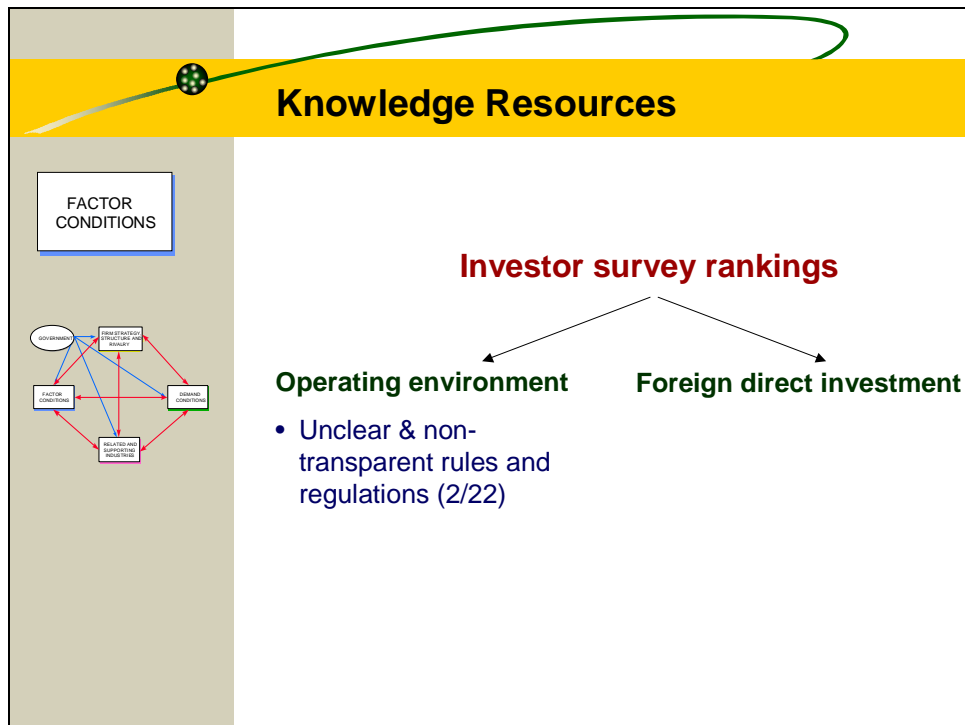 Knowledge Resources
FACTOR
CONDITIONS
Investor survey rankings
GOVERNMENT
FIRM STRATEGY
STRUCTURE AND
RIVALRY
FACTOR
CONDITIONS
DEMAND
CONDITIONS
RELATED AND
SUPPORTING
INDUSTRIES
Operating environment
Foreign direct investment
• Unclear & non-
transparent rules and
regulations (2/22)